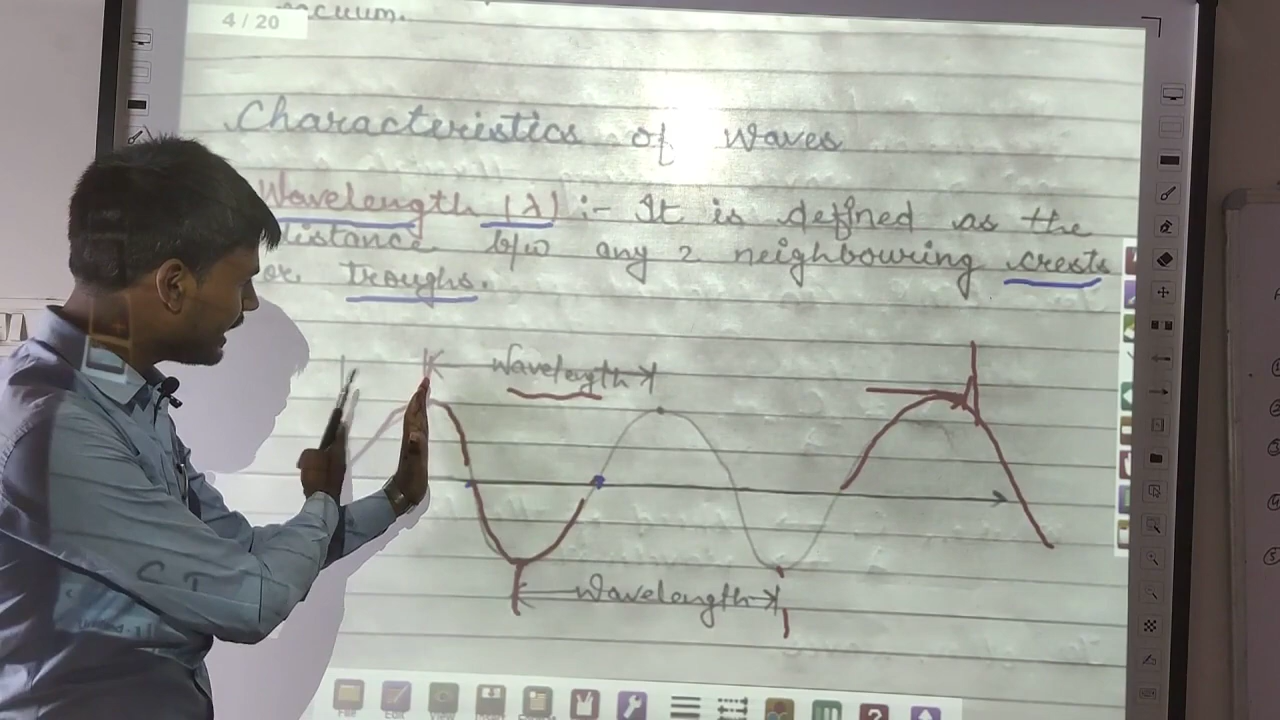 vacuum.
4 / 20
Characteristics of waves
Wavelength (λ) :- It is defined as the
distance b/w any 2 neighbouring crests
or troughs.
Wavelength
Wavelength